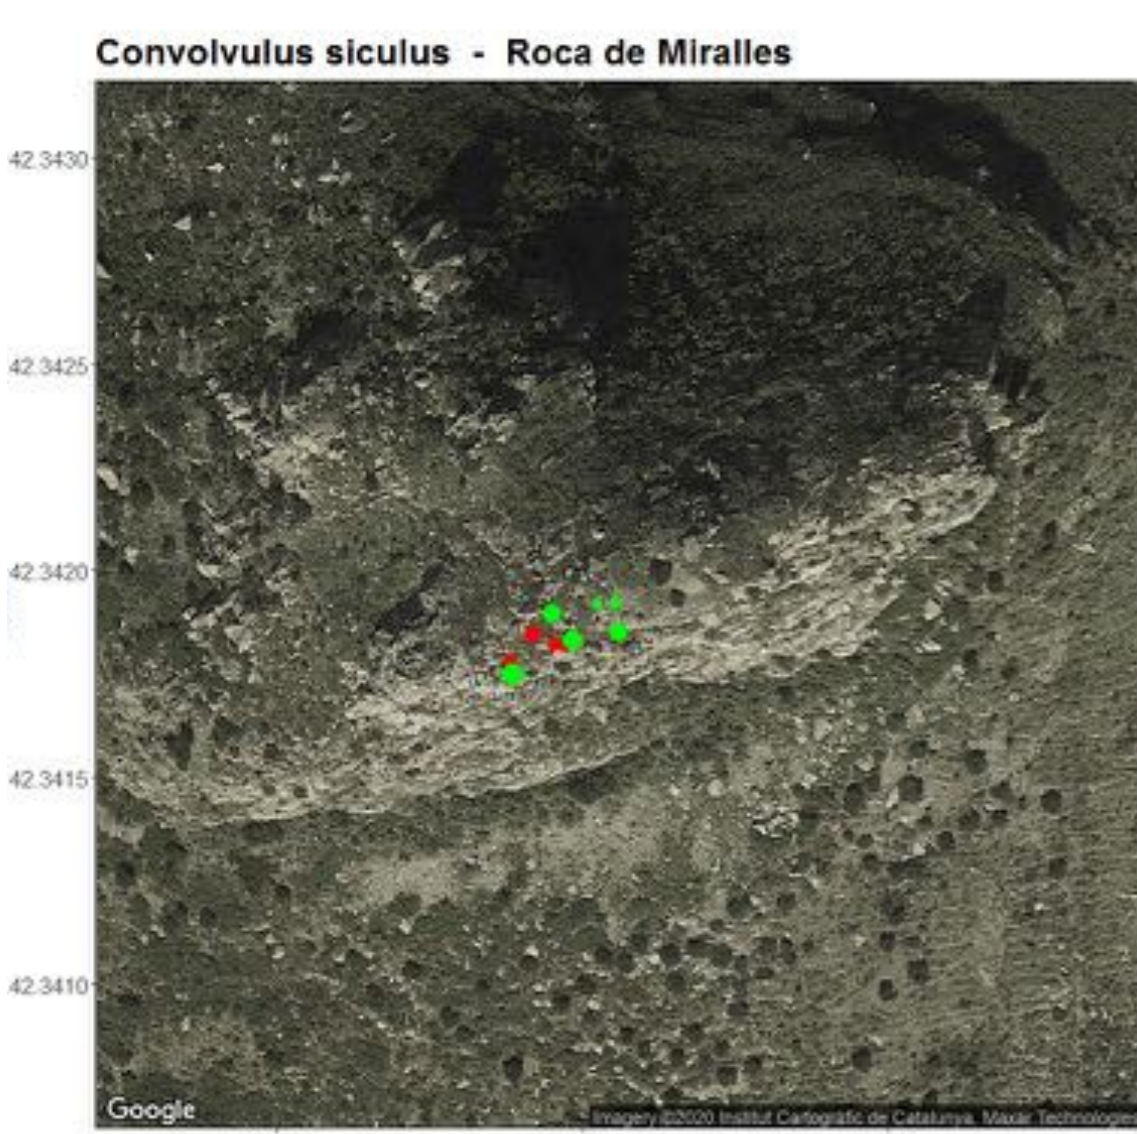 Convolvulus siculus - Roca de Miralles
42.3430
42.3425
42.3420
42.3415
42.3410
Google
Imagery ©2020 Institut Cartogràfic de Catalunya, Maxar Technologies